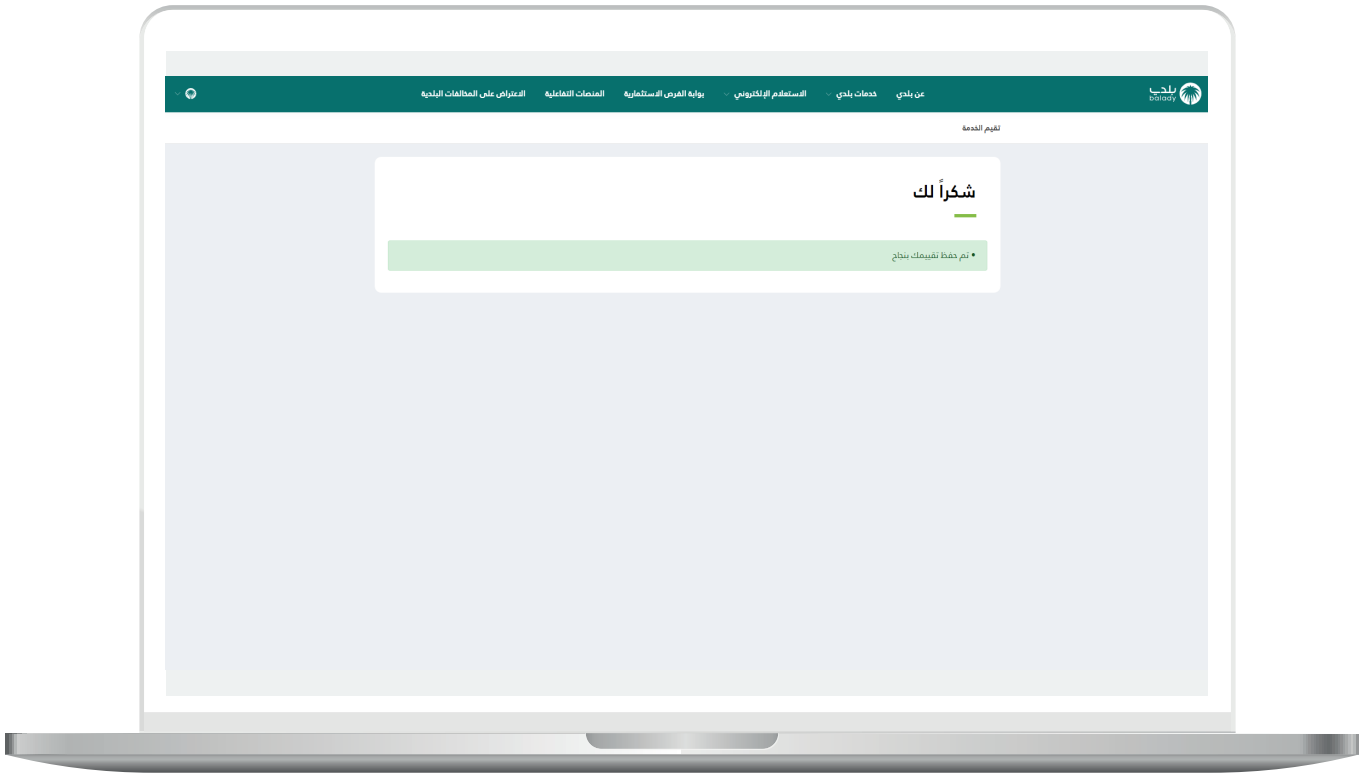 بلدي
balady
عن بلدي
خدمات بلدي
الاستعلام الإلكتروني
بوابة الفرص الاستثمارية
المنصات التفاعلية
الاعتراض على المخالفات البلدية
تقيم الخدمة
شكراً لك
• تم حفظ تقييمك بنجاح